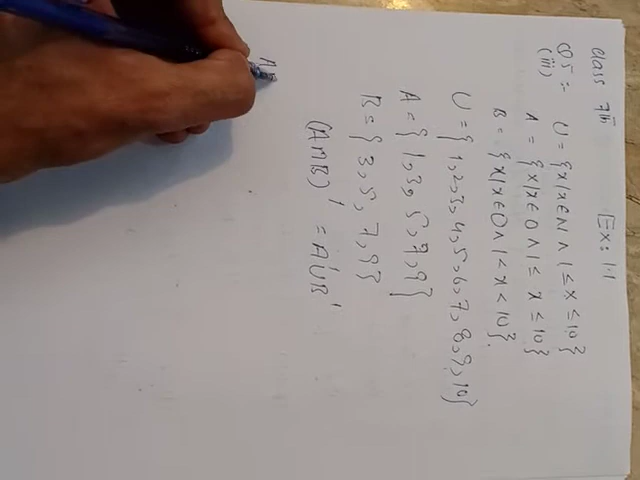 Class 7th Ex: 1.1
Q5:-
(iii) U = {x/x∈N ∧ 1 ≤ x ≤ 10}
A = {x/x∈O ∧ 1 ≤ x ≤ 10}
B = {x/x∈O ∧ 1 < x < 10}.
U = {1,2,3,4,5,6,7,8,9,10}
A = {1,3,5,7,9}
B = {3,5,7,9}
(A∩B)' = A'∪B'
A